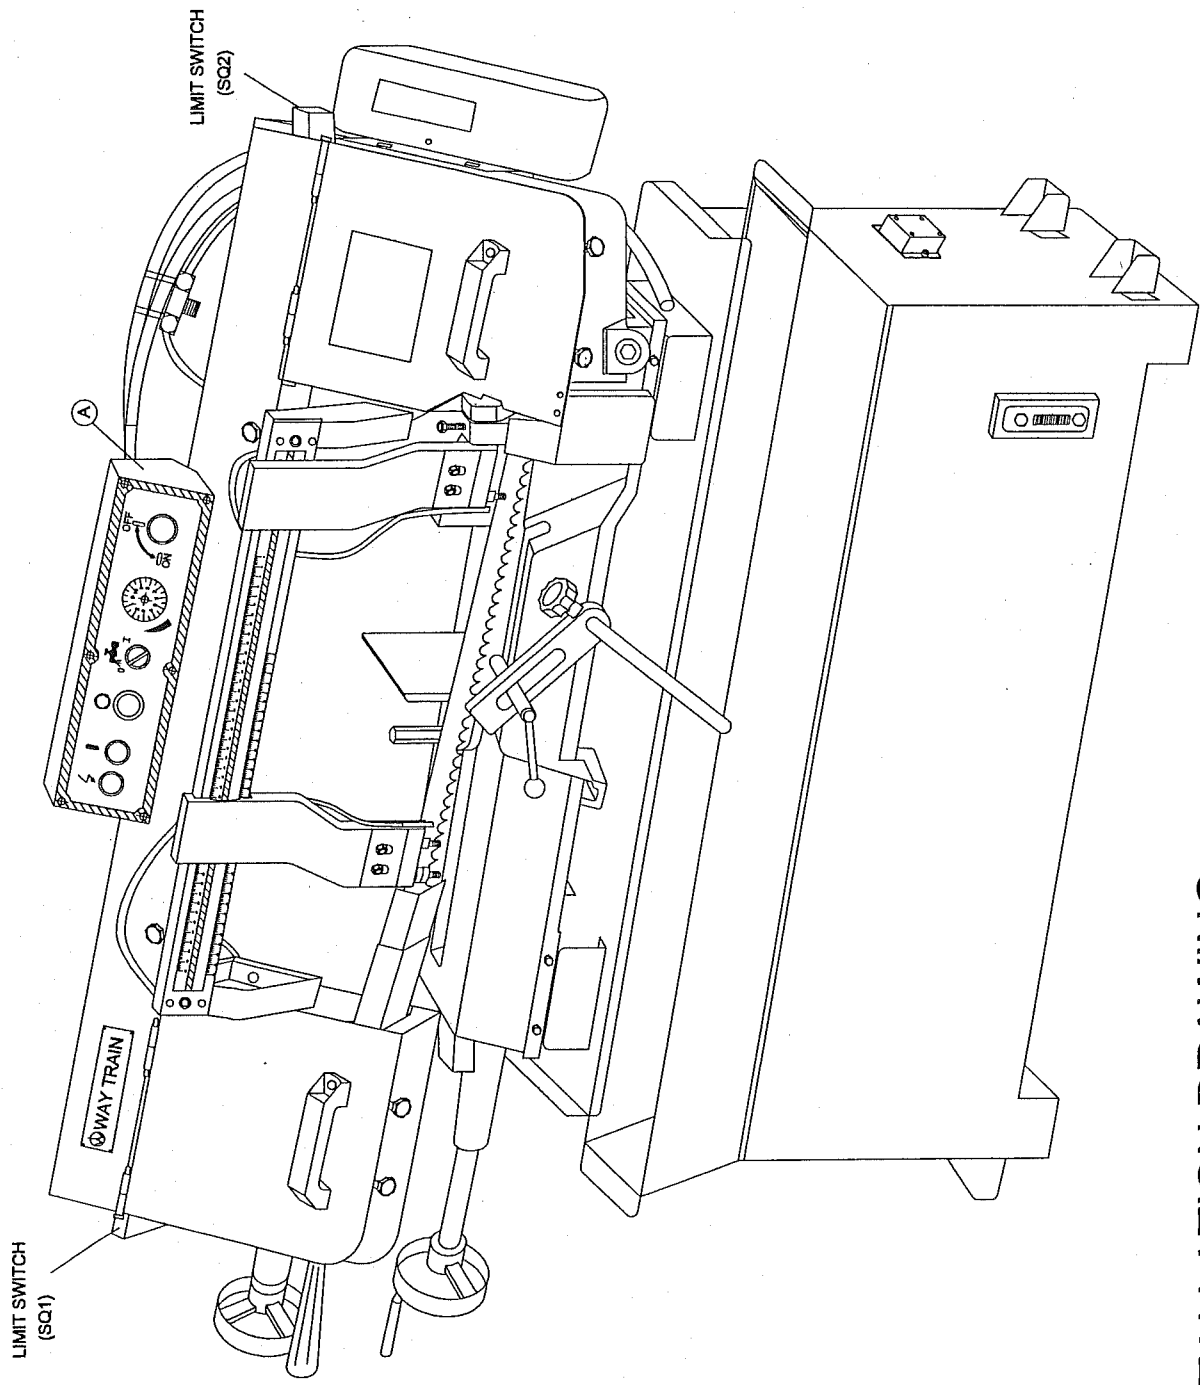 LIMIT SWITCH
(SQ1)
WAY TRAIN
A
OFF
ON
LIMIT SWITCH
(SQ2)